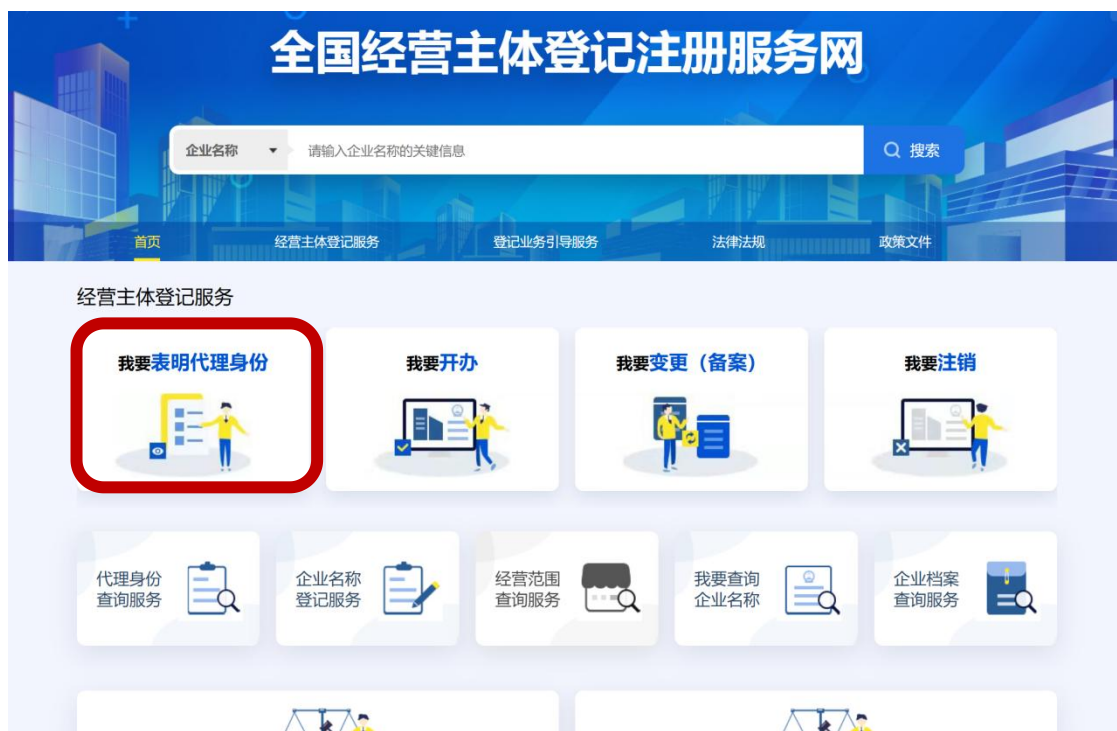 全国经营主体登记注册服务网
企业名称 请输入企业名称的关键信息 搜索
首页 经营主体登记服务 登记业务引导服务 法律法规 政策文件
经营主体登记服务
我要表明代理身份 我要开办 我要变更（备案） 我要注销
代理身份
查询服务
企业名称
登记服务
经营范围
查询服务
我要查询
企业名称
企业档案
查询服务